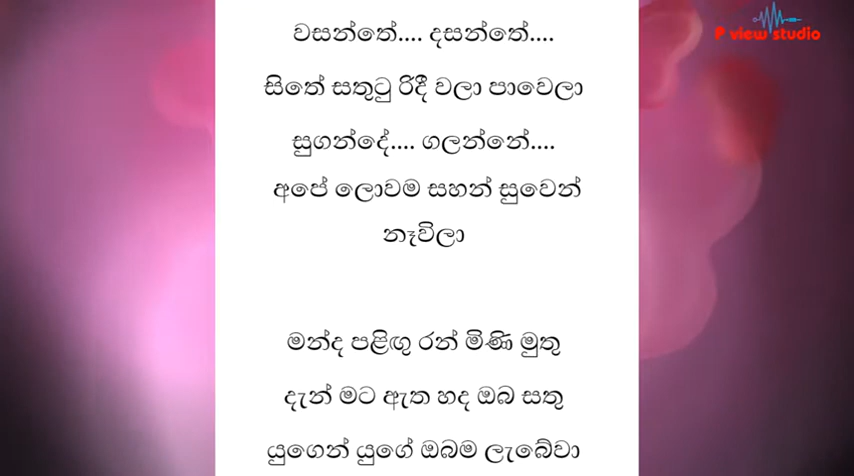 P view studio
වසන්තේ.... දසන්තේ....
සිතේ සතුටු රිදී වලා පාවෙලා
සුගන්දේ.... ගලන්නේ....
අපේ ලොවම සහන් සුවෙන්
නෑවිලා
මන්ද පළිඟු රන් මිණි මුතු
දැන් මට ඇත හද ඔබ සතු
යුගෙන් යුගේ ඔබම ලැබේවා